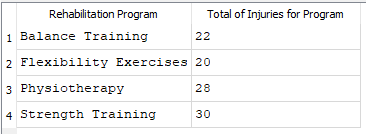 Rehabilitation Program Total of Injuries for Program
1 Balance Training 22
2 Flexibility Exercises 20
3 Physiotherapy 28
4 Strength Training 30